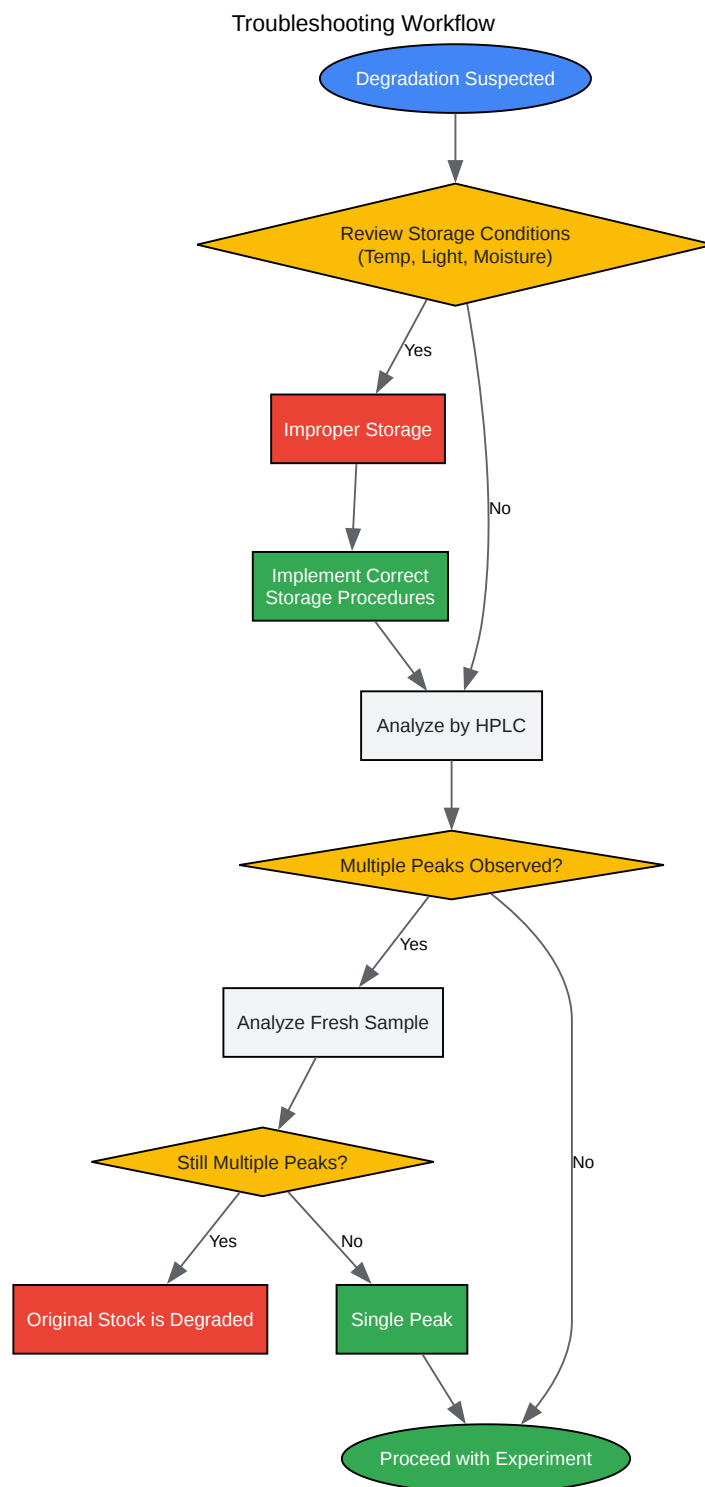 Troubleshooting Workflow
Degradation Suspected
Review Storage Conditions
(Temp, Light, Moisture)
Yes
Improper Storage
No
Implement Correct
Storage Procedures
Analyze by HPLC
Multiple Peaks Observed?
Yes
Analyze Fresh Sample
Still Multiple Peaks?
No
Yes
No
Original Stock is Degraded
Single Peak
Proceed with Experiment